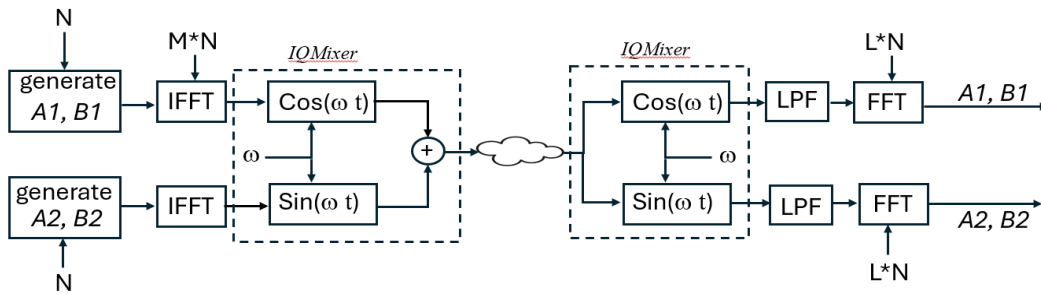 N
M*N
IQMixer
IQMixer
L*N
generate
A1, B1
IFFT
Cos(ω t)
Cos(ω t)
LPF
FFT
A1, B1
ω
+
ω
generate
A2, B2
IFFT
Sin(ω t)
Sin(ω t)
LPF
FFT
A2, B2
N
L*N